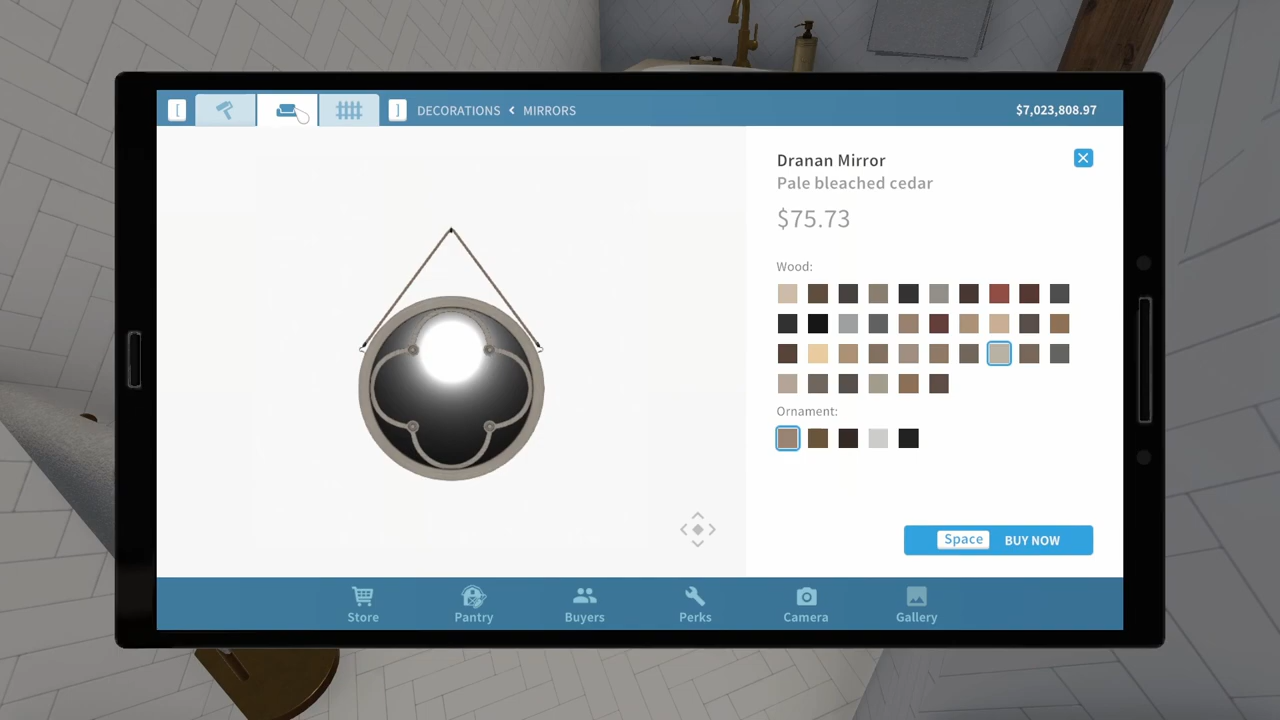 [
]
DECORATIONS < MIRRORS
$7,023,808.97
Dranan Mirror
Pale bleached cedar
$75.73
Wood:
Ornament:
Space BUY NOW
Store
Pantry
Buyers
Perks
Camera
Gallery